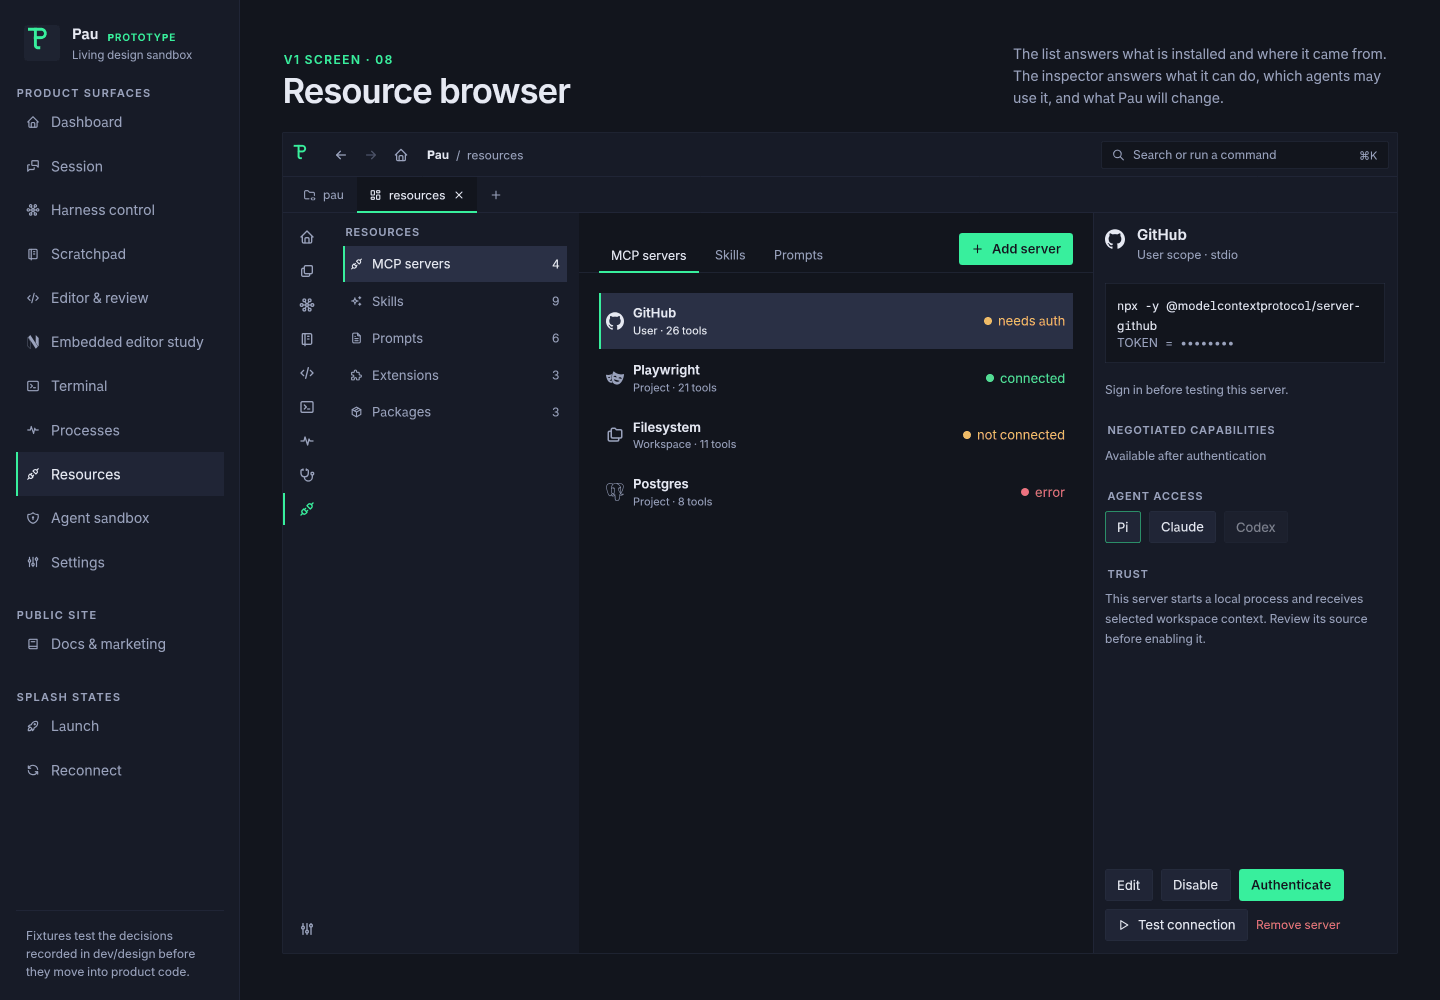 Pau PROTOTYPE
Living design sandbox
PRODUCT SURFACES
Dashboard
Session
Harness control
Scratchpad
Editor & review
Embedded editor study
Terminal
Processes
Resources
Agent sandbox
Settings
PUBLIC SITE
Docs & marketing
SPLASH STATES
Launch
Reconnect
Fixtures test the decisions
recorded in dev/design before
they move into product code.
V1 SCREEN · 08
Resource browser
The list answers what is installed and where it came from.
The inspector answers what it can do, which agents may
use it, and what Pau will change.
Pau / resources
Search or run a command ⌘K
pau
resources
RESOURCES
MCP servers 4
Skills 9
Prompts 6
Extensions 3
Packages 3
MCP servers Skills Prompts
Add server
GitHub
User · 26 tools
needs auth
Playwright
Project · 21 tools
connected
Filesystem
Workspace · 11 tools
not connected
Postgres
Project · 8 tools
error
GitHub
User scope · stdio
npx -y @modelcontextprotocol/server-
github
TOKEN = ••••••••
Sign in before testing this server.
NEGOTIATED CAPABILITIES
Available after authentication
AGENT ACCESS
Pi Claude Codex
TRUST
This server starts a local process and receives
selected workspace context. Review its source
before enabling it.
Edit Disable Authenticate
Test connection Remove server